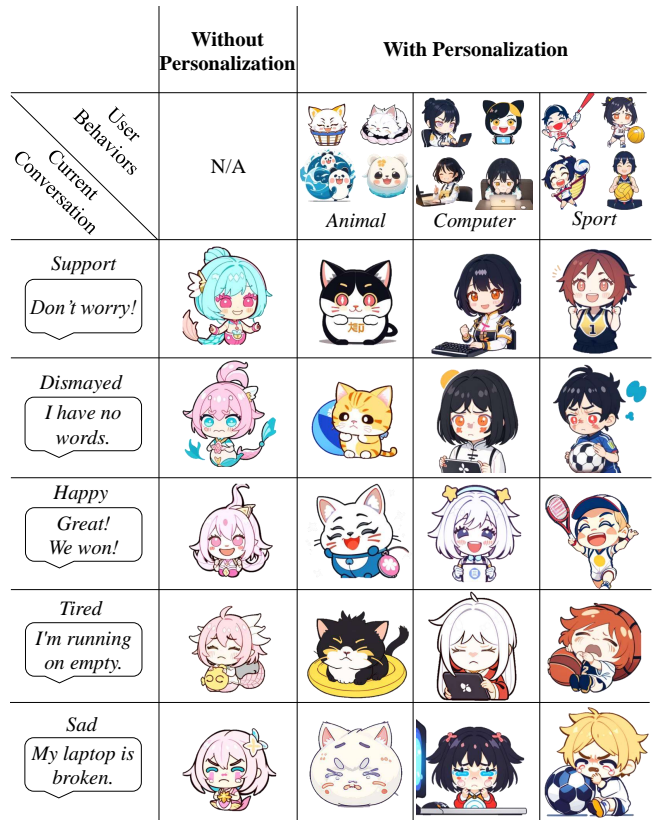 Without
Personalization
With Personalization
User
Behaviors
Current
Conversation
N/A
Animal
Computer
Sport
Support
Don't worry!
Dismayed
I have no
words.
Happy
Great!
We won!
Tired
I'm running
on empty.
Sad
My laptop is
broken.
1